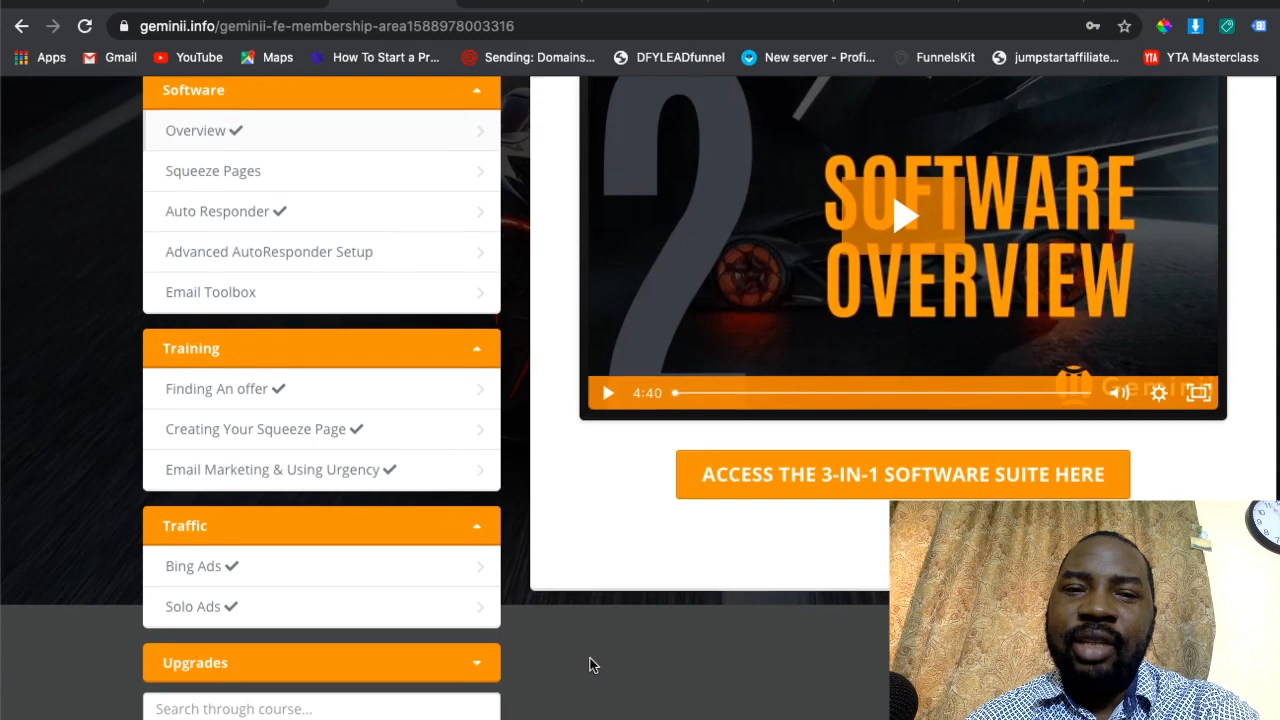 geminii.info/geminii-fe-membership-area1588978003316
Apps
Gmail
YouTube
Maps
How To Start a Pr...
Sending: Domains...
DFYLEADfunnel
New server - Profi...
FunnelsKit
jumpstartaffiliate...
YTA
YTA Masterclass
Software
Overview
Squeeze Pages
Auto Responder
Advanced AutoResponder Setup
Email Toolbox
Training
Finding An offer
Creating Your Squeeze Page
Email Marketing & Using Urgency
Traffic
Bing Ads
Solo Ads
Upgrades
Search through course...
2
SOFTWARE
OVERVIEW
Geminii
4:40
ACCESS THE 3-IN-1 SOFTWARE SUITE HERE